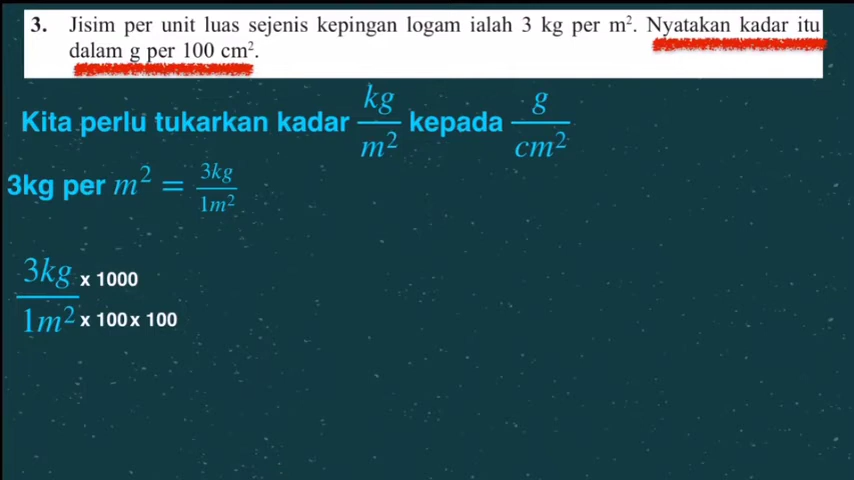 3. Jisim per unit luas sejenis kepingan logam ialah 3 kg per m². Nyatakan kadar itu
dalam g per 100 cm².
Kita perlu tukarkan kadar kg/m² kepada g/cm²
3kg per m² = 3kg/1m²
3kg x 1000
1m² x 100 x 100